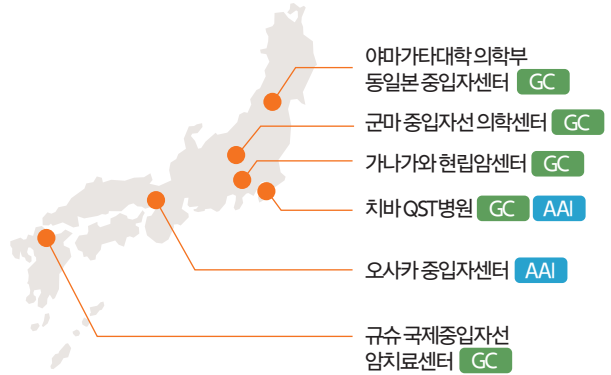 야마가타대학 의학부
동일본 중입자센터 GC
군마 중입자선 의학센터 GC
가나가와 현립암센터 GC
치바 QST병원 GC AAI
오사카 중입자센터 AAI
규슈 국제중입자선
암치료센터 GC